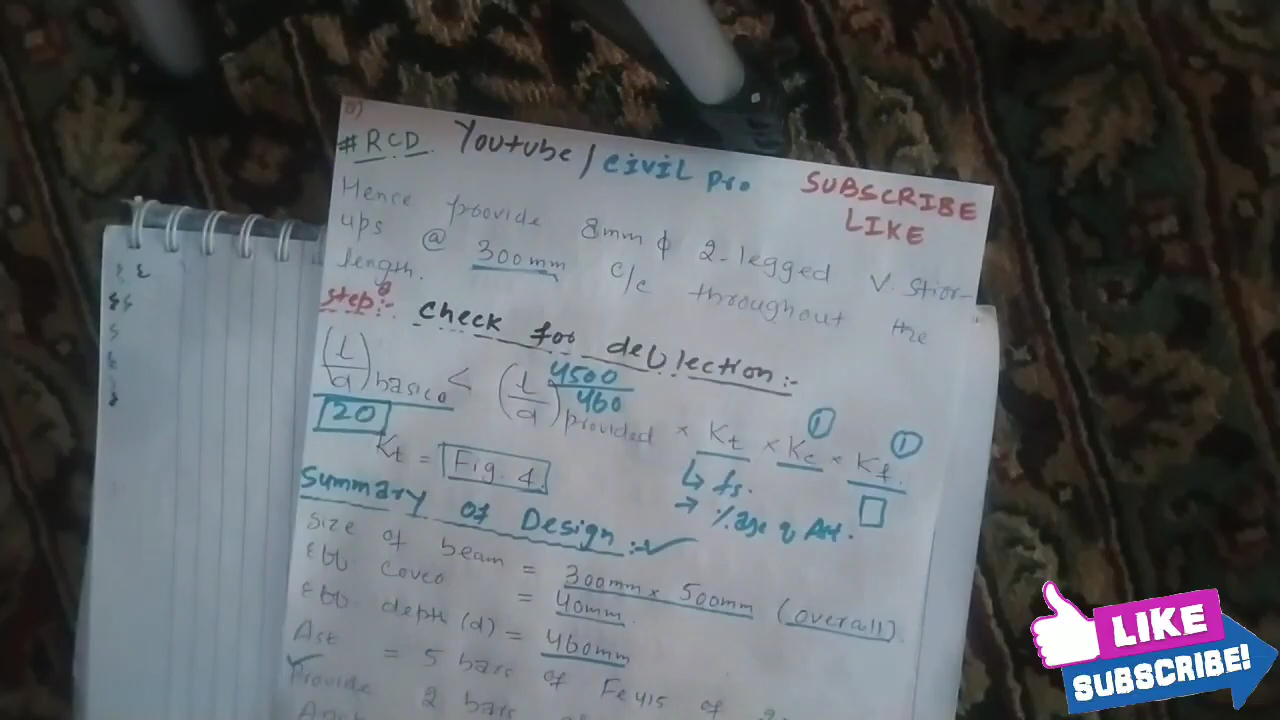 # RCD. Youtube/ civil pro
SUBSCRIBE
LIKE
Hence provide 8mm ϕ 2-legged V. Stirr-
ups @ 300mm c/c throughout the
length.
step 8:- check for deflection:-
(l/d) basic < (l/d) provided × Kt × Kc × Kf
20
4500
460
1
1
Kt = Fig. 4.
↳ fs.
→ %age of Ast.
Summary of Design :- ✓
Size of beam = 300mm x 500mm (overall).
Eff. cover = 40mm.
Eff. depth (d) = 460mm
Ast = 5 bars of Fe415 of
Provide 2 bars
LIKE
SUBSCRIBE!